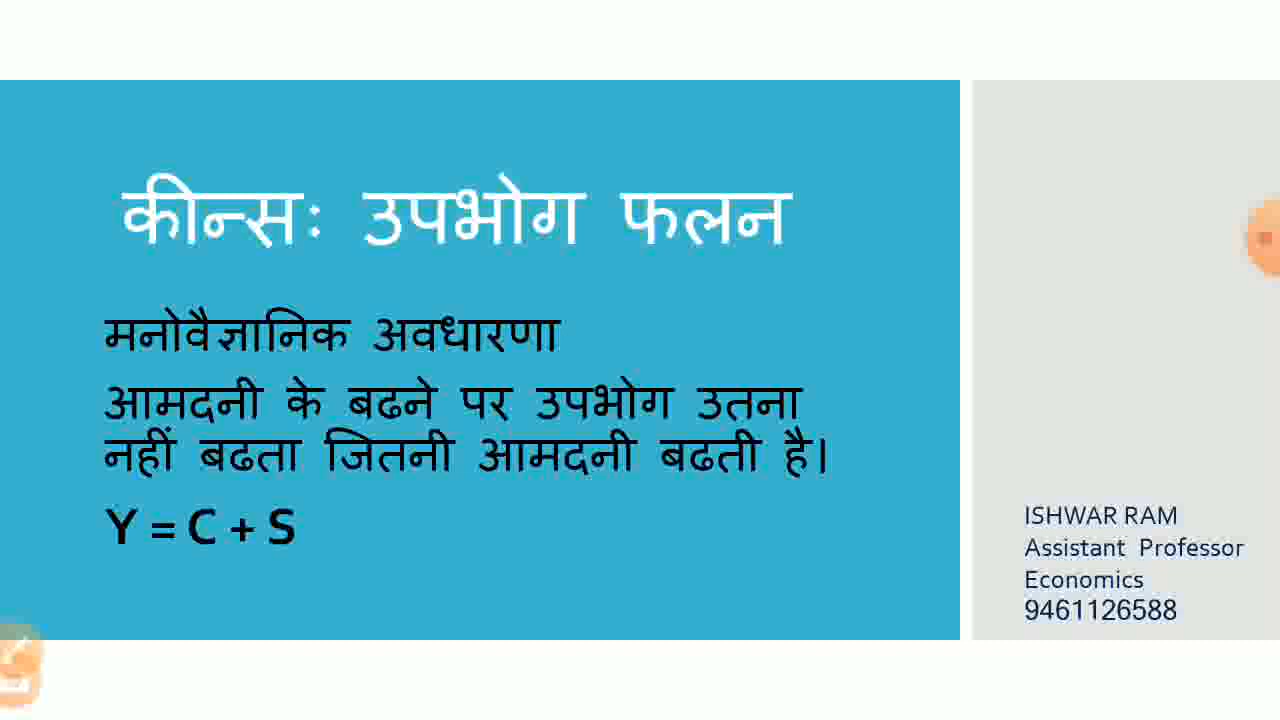 कीन्सः उपभोग फलन
मनोवैज्ञानिक अवधारणा
आमदनी के बढने पर उपभोग उतना
नहीं बढता जितनी आमदनी बढती है।
Y = C + S
ISHWAR RAM
Assistant Professor
Economics
9461126588